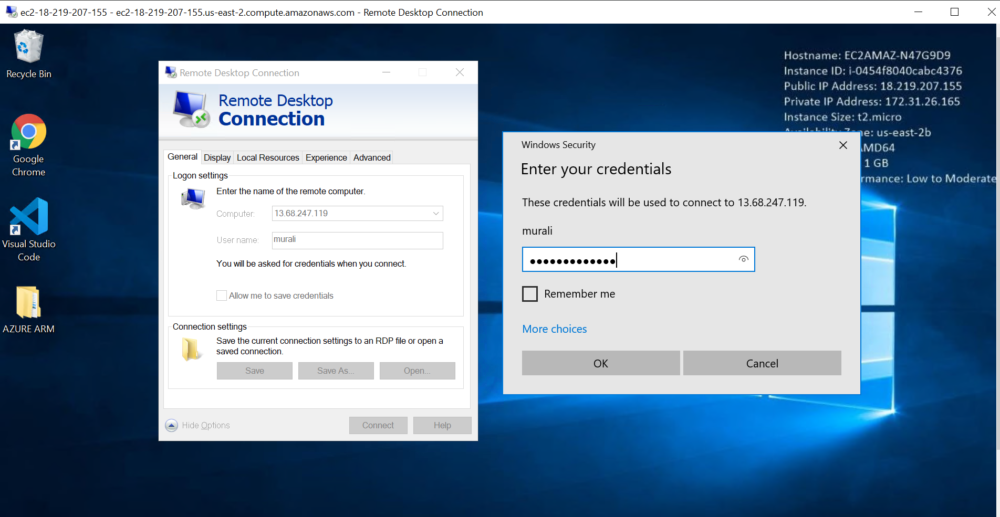 ec2-18-219-207-155 - ec2-18-219-207-155.us-east-2.compute.amazonaws.com - Remote Desktop Connection
Recycle Bin
Google
Chrome
Visual Studio
Code
AZURE ARM
Remote Desktop Connection
Remote Desktop
Connection
General Display Local Resources Experience Advanced
Logon settings
Enter the name of the remote computer.
Computer: 13.68.247.119
User name: murali
You will be asked for credentials when you connect.
Allow me to save credentials
Connection settings
Save the current connection settings to an RDP file or open a
saved connection.
Save Save As... Open...
Hide Options Connect Help
Hostname: EC2AMAZ-N47G9D9
Instance ID: i-0454f8040cabc4376
Public IP Address: 18.219.207.155
Private IP Address: 172.31.26.165
Instance Size: t2.micro
Availability Zone: us-east-2b
MD64
1 GB
rmance: Low to Moderate
Windows Security
Enter your credentials
These credentials will be used to connect to 13.68.247.119.
murali
●●●●●●●●●●●●●
Remember me
More choices
OK Cancel